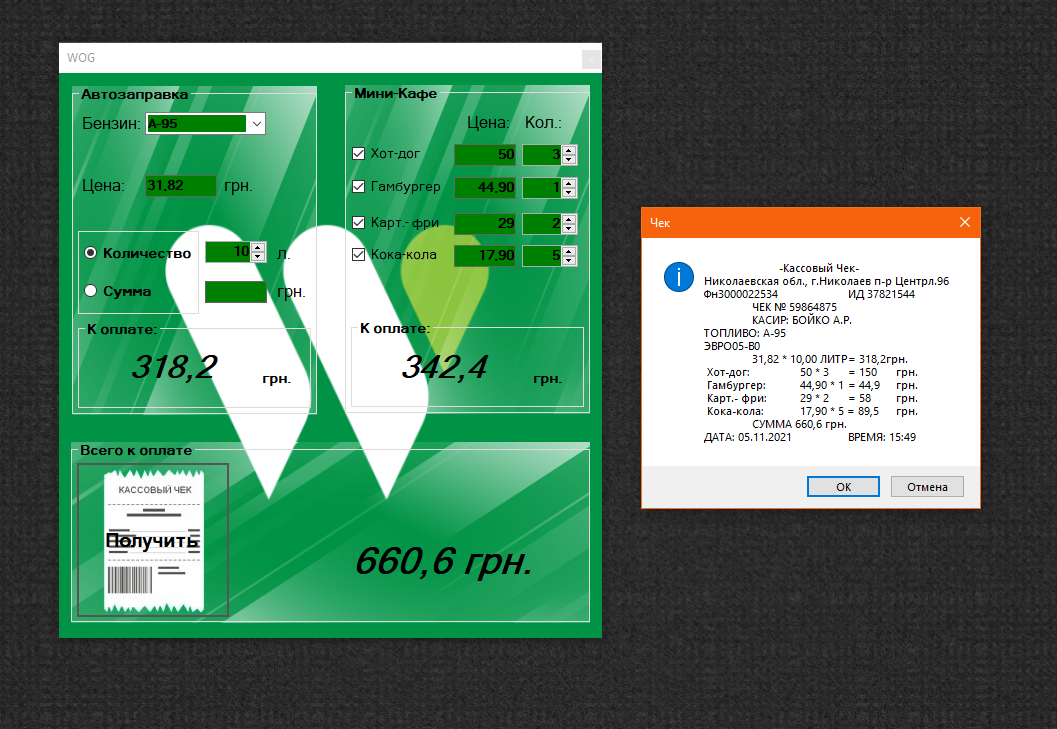 WOG
Автозаправка
Бензин: А-95
Цена: 31,82 грн.
Количество 10 л.
Сумма грн.
К оплате:
318,2 грн.
Мини-Кафе
Цена: Кол.:
Хот-дог 50 3
Гамбургер 44,90 1
Карт.- фри 29 2
Кока-кола 17,90 5
К оплате:
342,4 грн.
Всего к оплате
КАССОВЫЙ ЧЕК
Получить
660,6 грн.
Чек
-Кассовый Чек-
Николаевская обл., г.Николаев п-р Центрл.96
Фн3000022534 ИД 37821544
ЧЕК № 59864875
КАСИР: БОЙКО А.Р.
ТОПЛИВО: А-95
ЭВРО05-В0
31,82 * 10,00 ЛИТР= 318,2грн.
Хот-дог: 50 * 3 = 150 грн.
Гамбургер: 44,90 * 1 = 44,9 грн.
Карт.- фри: 29 * 2 = 58 грн.
Кока-кола: 17,90 * 5 = 89,5 грн.
СУММА 660,6 грн.
ДАТА: 05.11.2021 ВРЕМЯ: 15:49
ОК Отмена